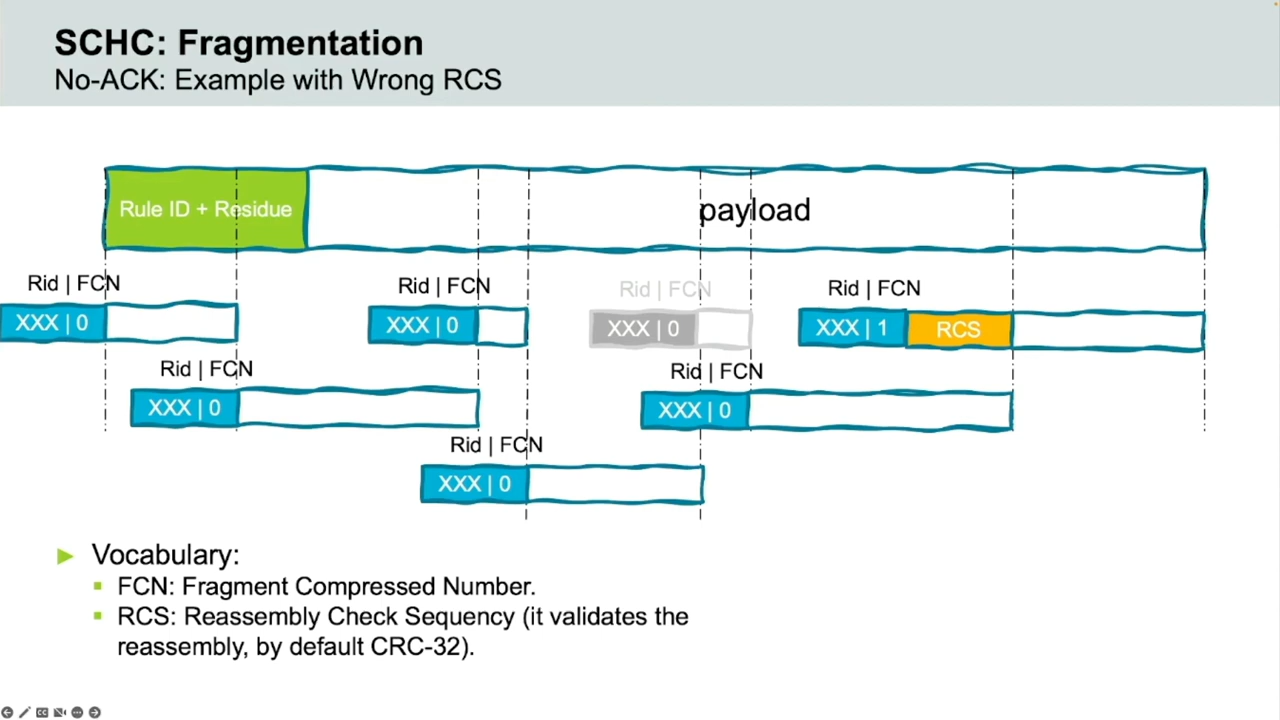 SCHC: Fragmentation
No-ACK: Example with Wrong RCS
Rule ID + Residue
payload
Rid | FCN
XXX | 0
Rid | FCN
XXX | 0
Rid | FCN
XXX | 0
Rid | FCN
XXX | 0
Rid | FCN
XXX | 0
Rid | FCN
XXX | 0
Rid | FCN
XXX | 1
RCS
Vocabulary:
FCN: Fragment Compressed Number.
RCS: Reassembly Check Sequency (it validates the
reassembly, by default CRC-32).